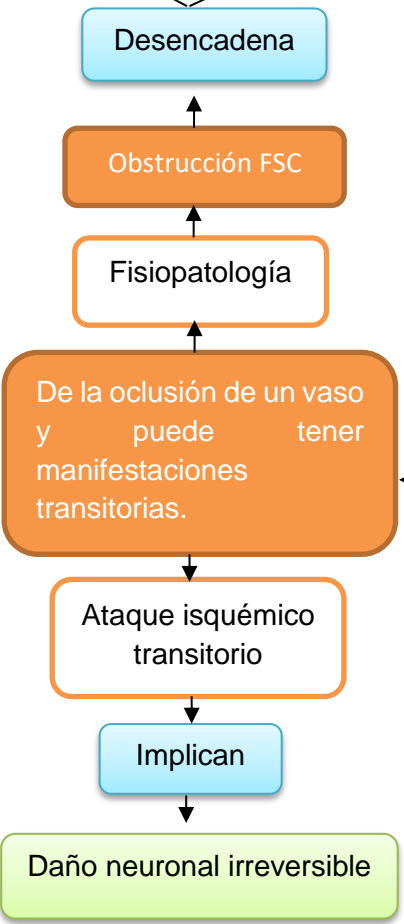 Desencadena
Obstrucción FSC
Fisiopatología
De la oclusión de un vaso
y puede tener
manifestaciones
transitorias.
Ataque isquémico
transitorio
Implican
Daño neuronal irreversible